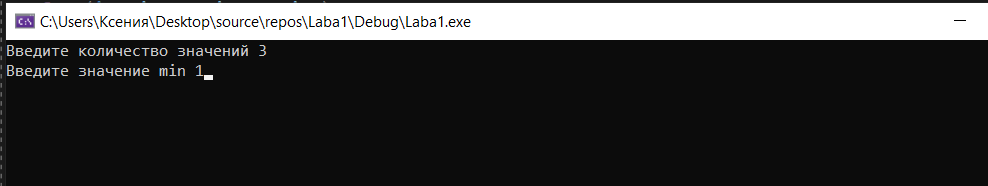 C:\Users\Ксения\Desktop\source\repos\Laba1\Debug\Laba1.exe
Введите количество значений 3
Введите значение min 1